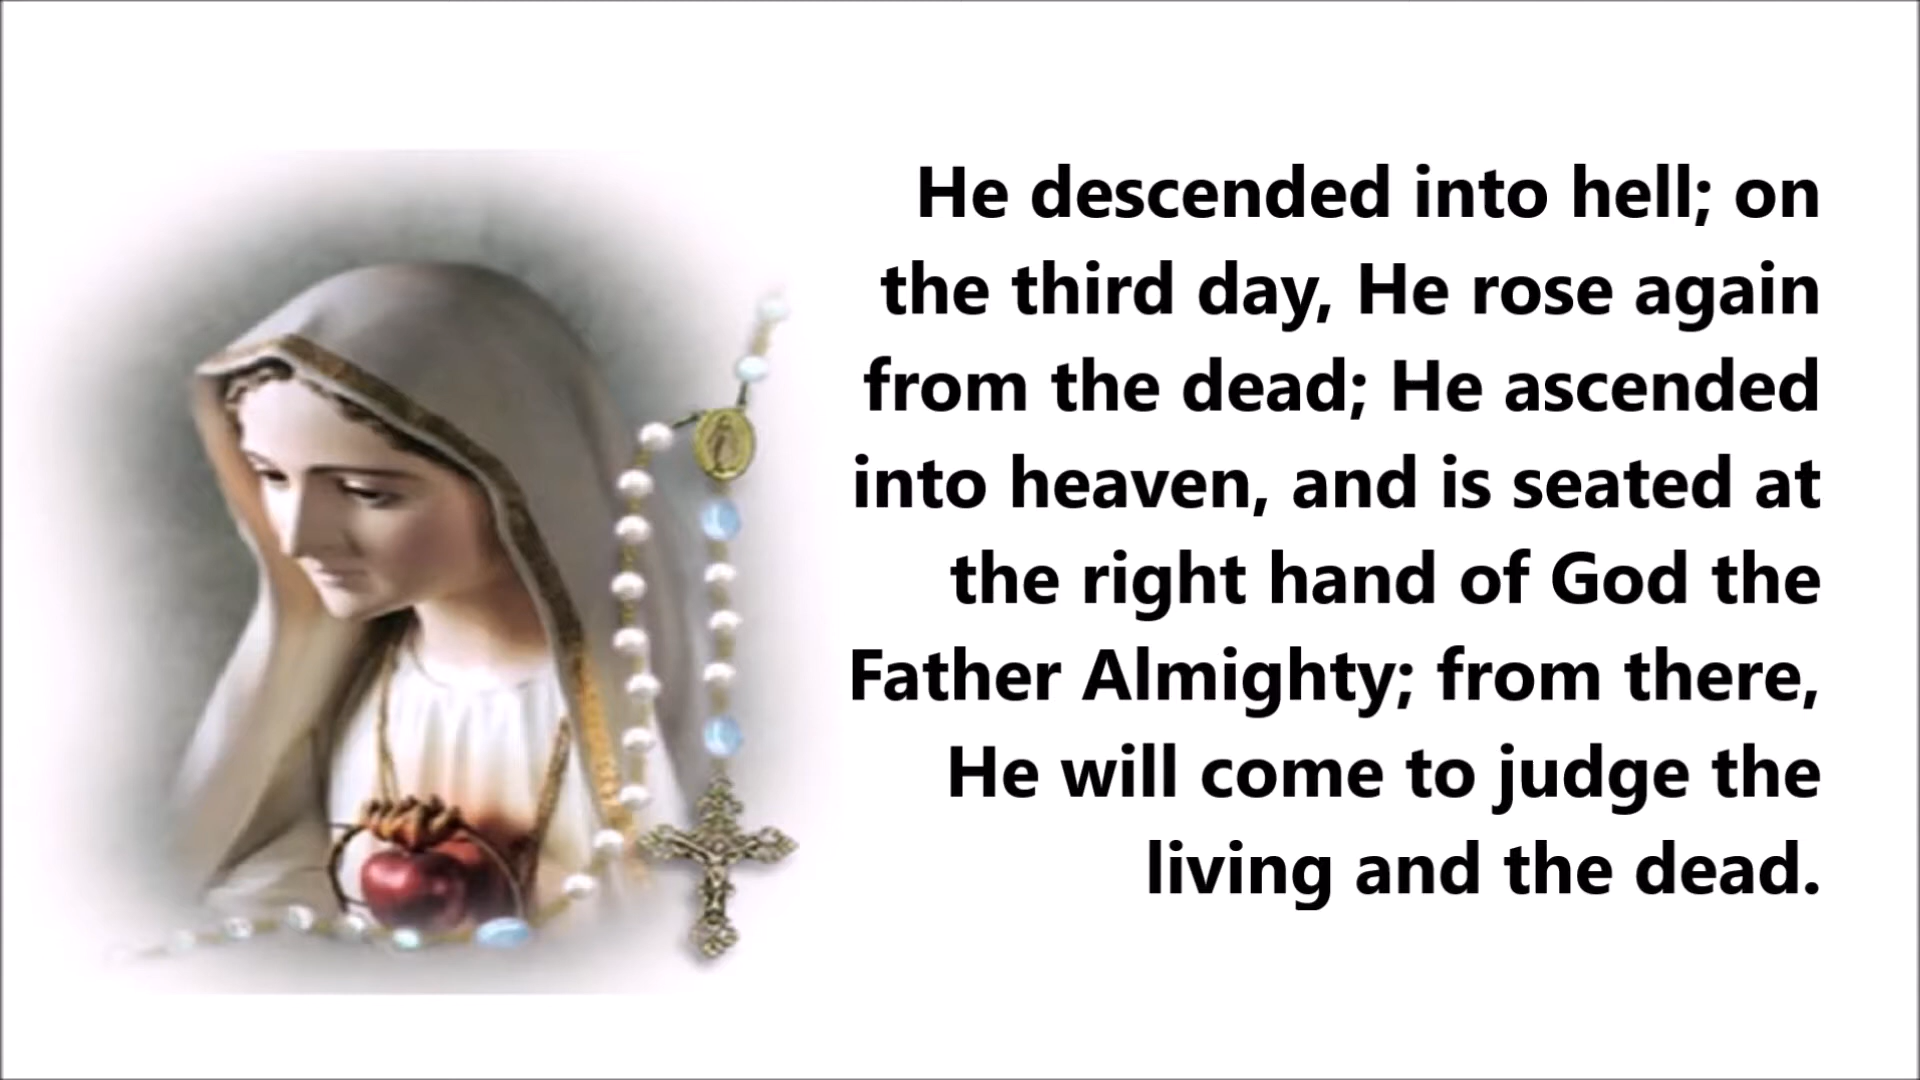 He descended into hell; on
the third day, He rose again
from the dead; He ascended
into heaven, and is seated at
the right hand of God the
Father Almighty; from there,
He will come to judge the
living and the dead.